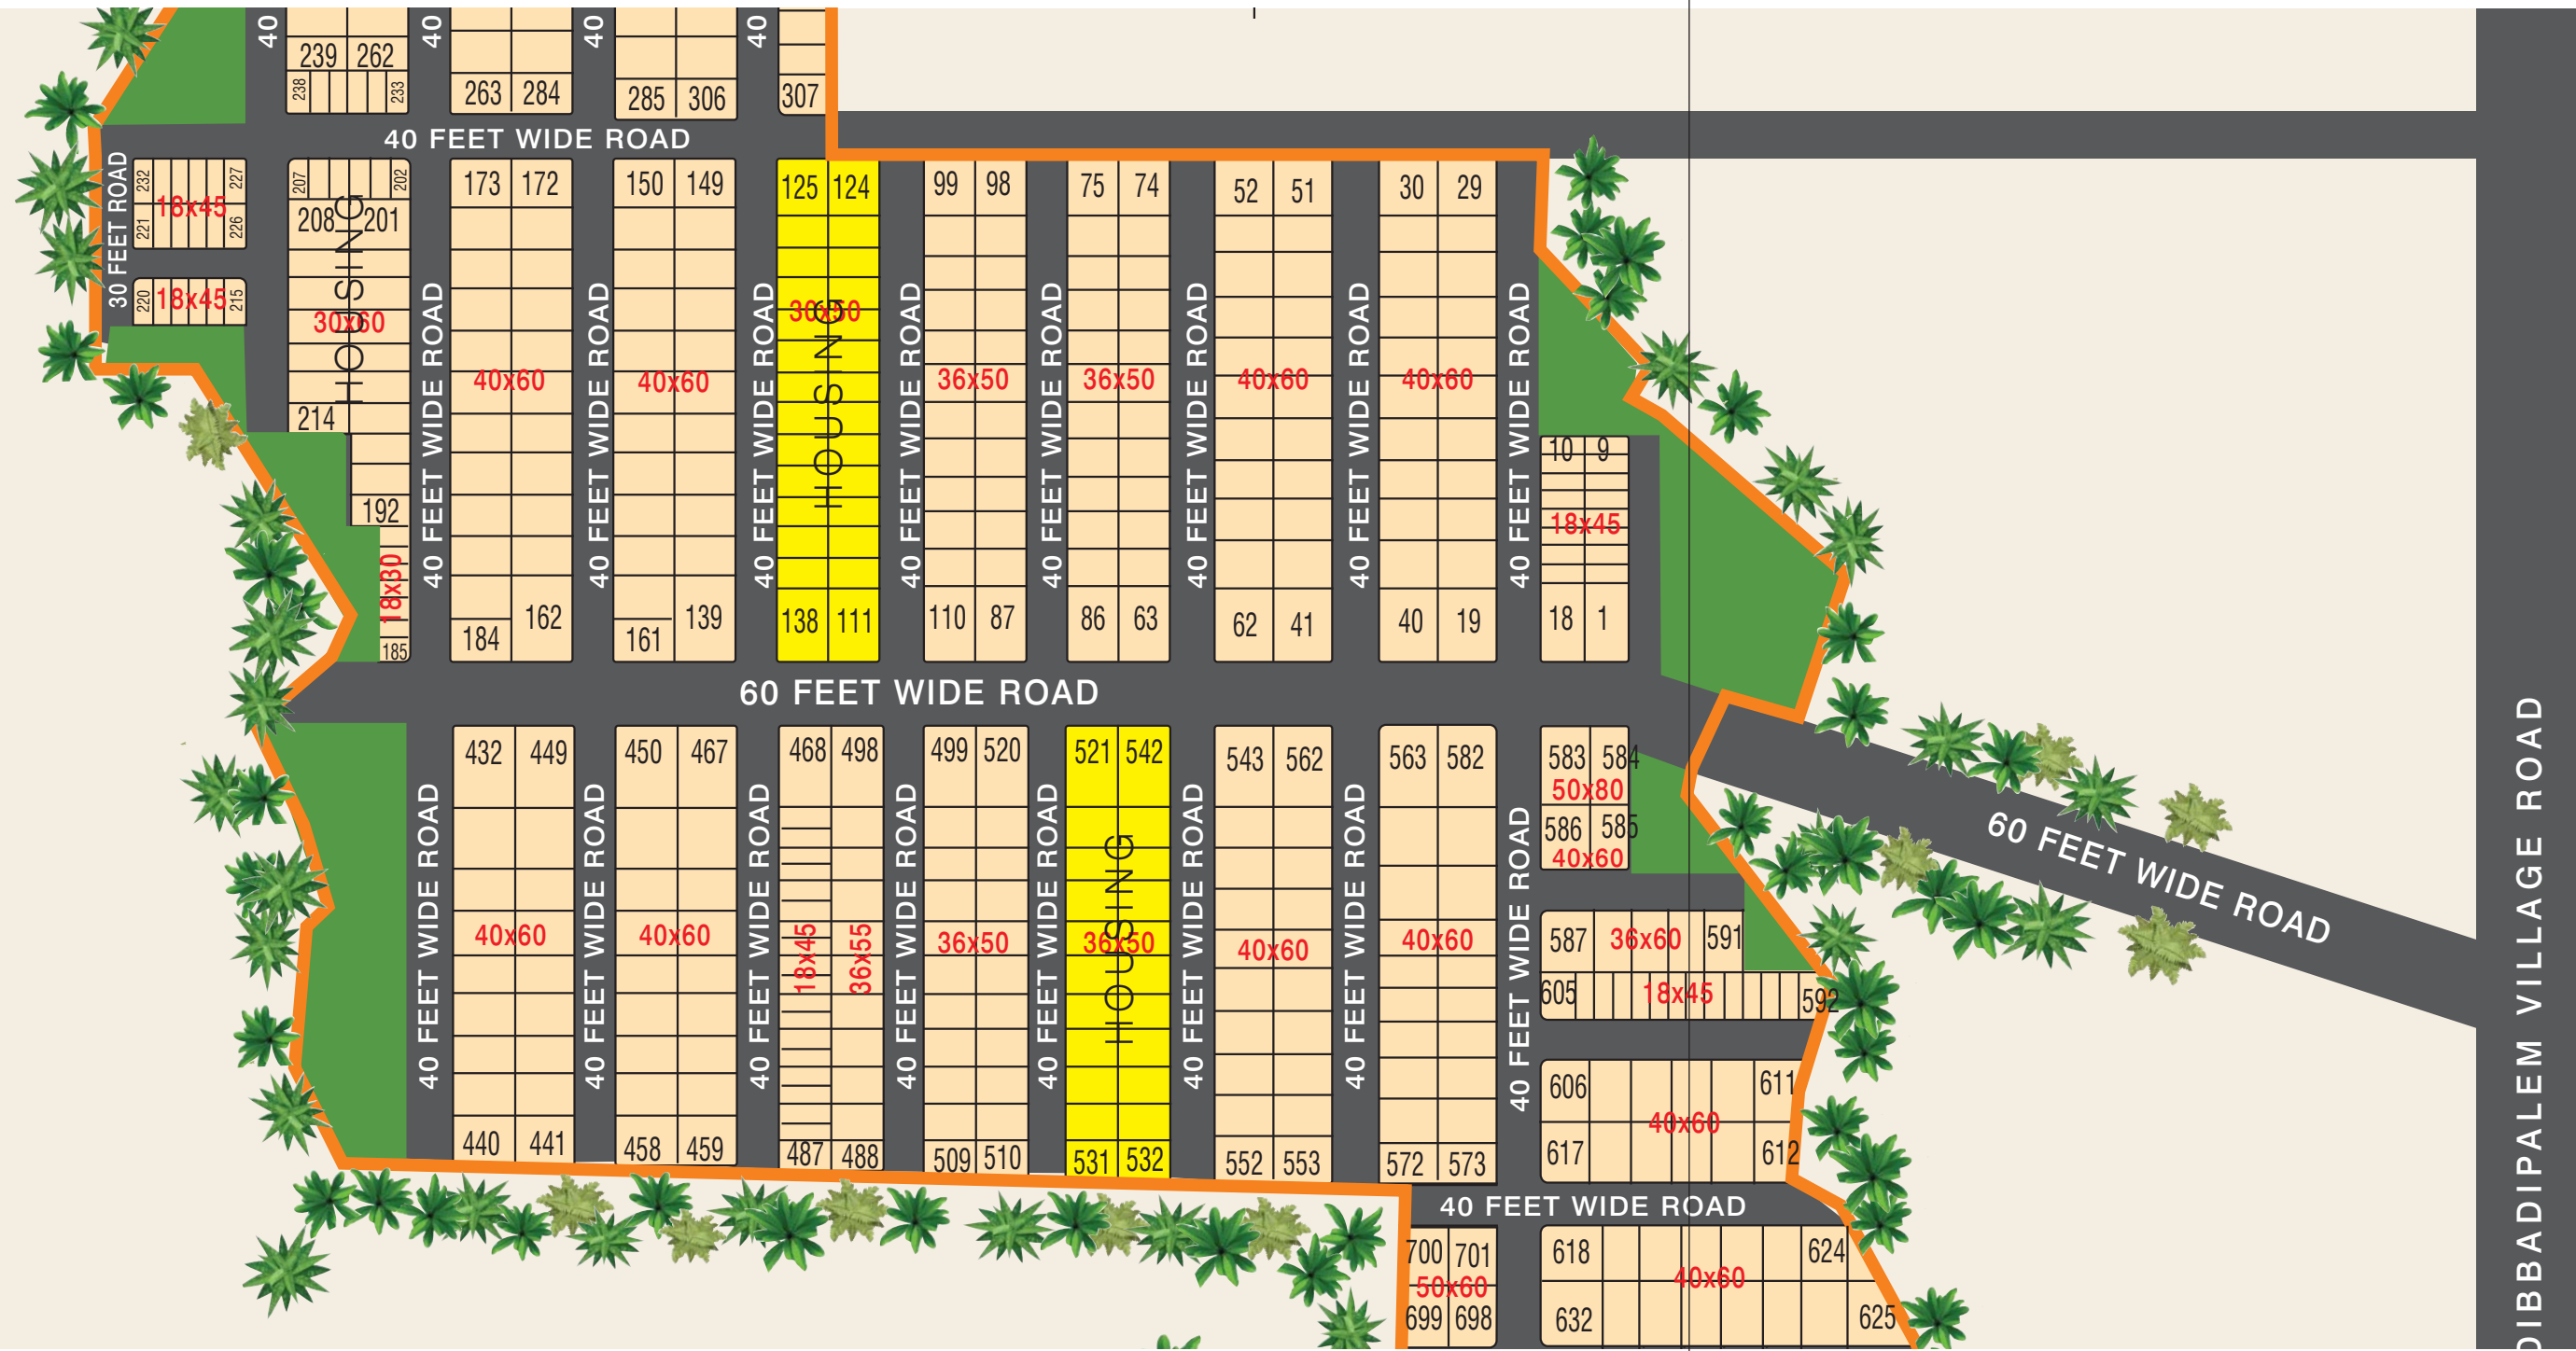 40
40
40
40
239 262
238 233
263 284
285 306
307
40 FEET WIDE ROAD
30 FEET ROAD
232 227
18x45
221 226
220 18x45 215
207 202
208 201
HOUSING
30x60
214
192
18x30
185
173 172
40x60
162
184
150 149
40x60
139
161
125 124
30x50
HOUSING
138 111
99 98
36x50
110 87
75 74
36x50
86 63
52 51
40x60
62 41
30 29
40x60
40 19
10 9
18x45
18 1
40 FEET WIDE ROAD
40 FEET WIDE ROAD
40 FEET WIDE ROAD
40 FEET WIDE ROAD
40 FEET WIDE ROAD
40 FEET WIDE ROAD
40 FEET WIDE ROAD
40 FEET WIDE ROAD
60 FEET WIDE ROAD
432 449
40x60
440 441
450 467
40x60
458 459
468 498
18x45 36x55
487 488
499 520
36x50
509 510
521 542
HOUSING
36x50
531 532
543 562
40x60
552 553
563 582
40x60
572 573
583 584
50x80
586 585
40x60
587 36x60 591
605 18x45 592
606 611
40x60
617 612
40 FEET WIDE ROAD
40 FEET WIDE ROAD
40 FEET WIDE ROAD
40 FEET WIDE ROAD
40 FEET WIDE ROAD
40 FEET WIDE ROAD
40 FEET WIDE ROAD
40 FEET WIDE ROAD
40 FEET WIDE ROAD
700 701
50x60
699 698
618 624
40x60
632 625
60 FEET WIDE ROAD
DIBBADIPALEM VILLAGE ROAD